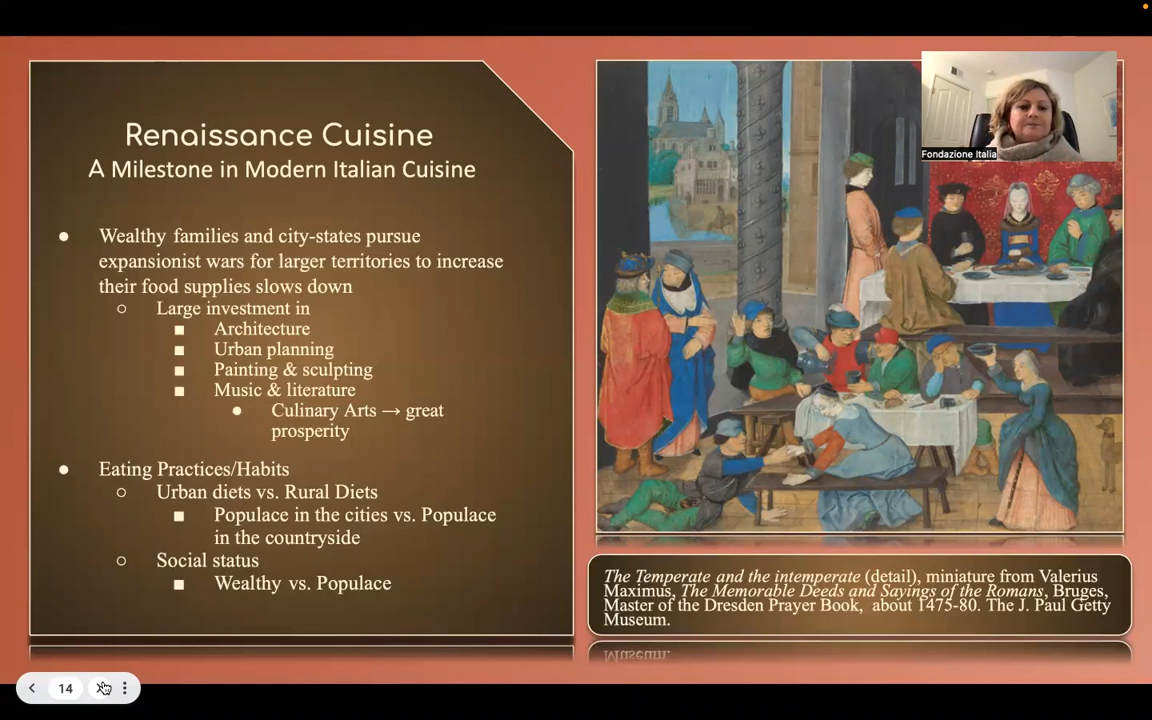 Renaissance Cuisine
A Milestone in Modern Italian Cuisine
Wealthy families and city-states pursue
expansionist wars for larger territories to increase
their food supplies slows down
Large investment in
Architecture
Urban planning
Painting & sculpting
Music & literature
Culinary Arts → great
prosperity
Eating Practices/Habits
Urban diets vs. Rural Diets
Populace in the cities vs. Populace
in the countryside
Social status
Wealthy vs. Populace
Fondazione Italia
The Temperate and the intemperate (detail), miniature from Valerius
Maximus, The Memorable Deeds and Sayings of the Romans, Bruges,
Master of the Dresden Prayer Book, about 1475-80. The J. Paul Getty
Museum.
14